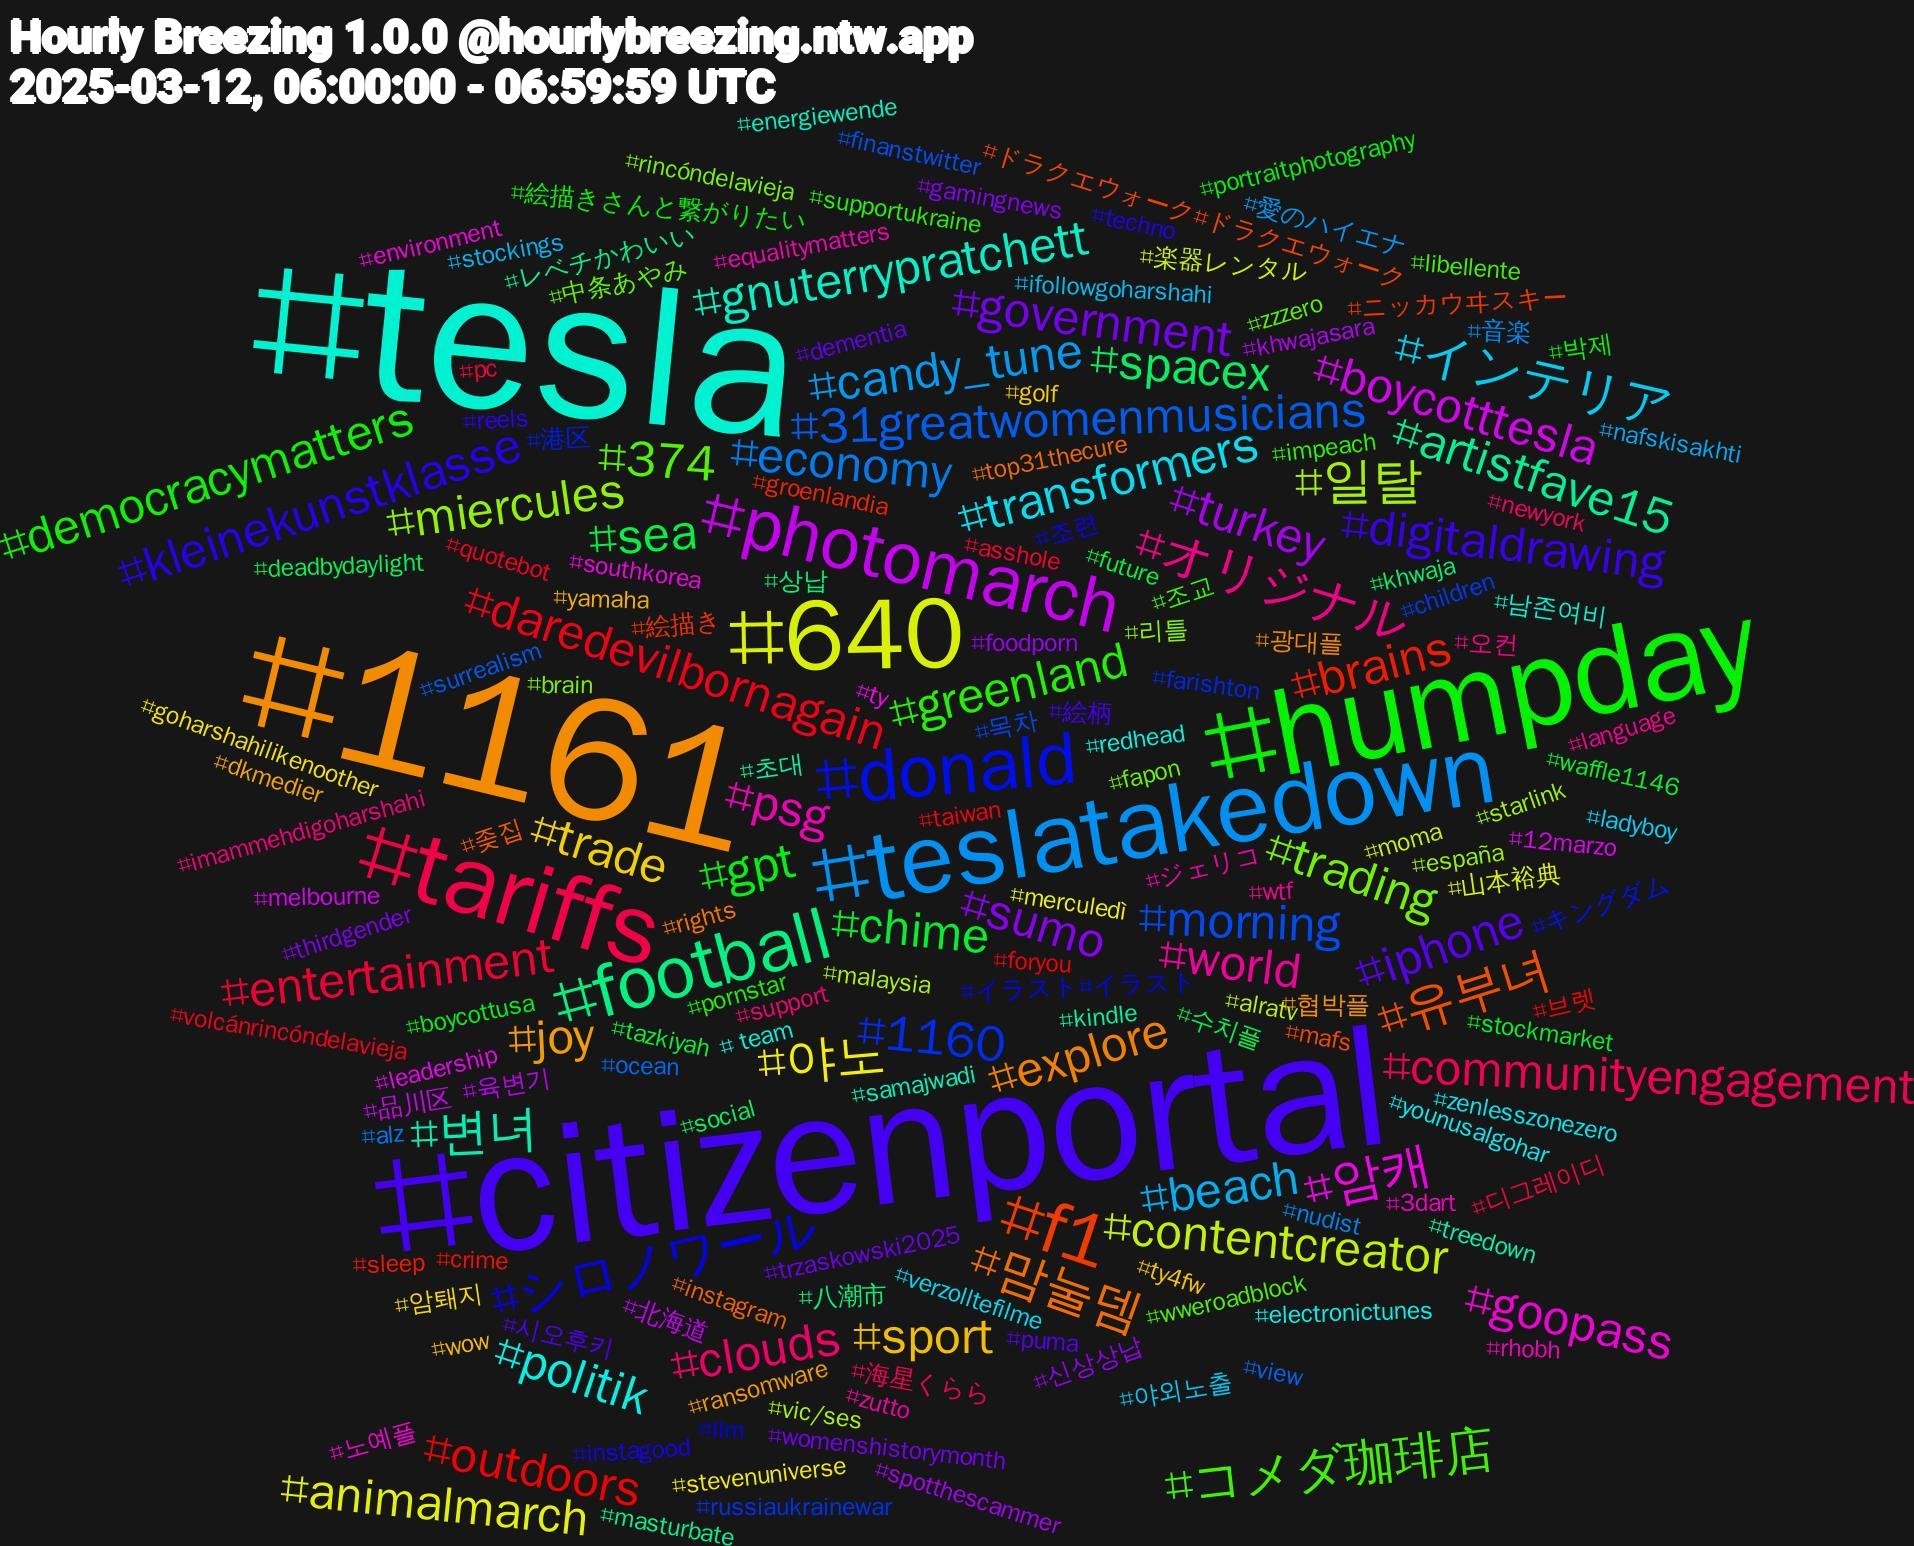 Hourly Breezing 1.0.0 @hourlybreezing.ntw.app
2025-03-12, 06:00:00 - 06:59:59 UTC
#energiewende
#finanstwitter
#ドラクエウォーク#ドラクエウォーク
#portraitphotography
#rincóndelavieja
#gamingnews
#愛のハイエナ
#絵描きさんと繋がりたい
#supportukraine
#techno
#environment
#stockings
#レベチかわいい
#equalitymatters
#楽器レンタル
#libellente
#中条あやみ
#gnuterrypratchett
#ifollowgoharshahi
#ニッカウヰスキー
#zzzero
#音楽
#tesla
#government
#khwajasara
#dementia
#박제
#pc
#candy_tune
#spacex
#インテリア
#golf
#boycotttesla
#reels
#31greatwomenmusicians
#nafskisakhti
#democracymatters
#港区
#374
#economy
#transformers
#artistfave15
#impeach
#kleinekunstklasse
#top31thecure
#miercules
#groenlandia
#일탈
#turkey
#digitaldrawing
#newyork
#photomarch
#sea
#조련
#quotebot
#asshole
#オリジナル
#deadbydaylight
#southkorea
#future
#khwaja
#children
#yamaha
#상납
#조교
#남존여비
#daredevilbornagain
#絵描き
#640
#foodporn
#광대플
#오컨
#humpday
#리틀
#surrealism
#brain
#greenland
#brains
#farishton
#1161
#ty
#絵柄
#language
#goharshahilikenoother
#redhead
#목차
#waffle1146
#dkmedier
#초대
#donald
#fapon
#teslatakedown
#starlink
#imammehdigoharshahi
#좆집
#taiwan
#psg
#ladyboy
#tariffs
#trade
#gpt
#moma
#ジェリコ
#trading
#españa
#12marzo
#山本裕典
#melbourne
#merculedì
#wtf
#キングダム
#thirdgender
#football
#rights
#chime
#sumo
#morning
#iphone
#entertainment
#foryou
#world
#유부녀
#malaysia
#イラスト#イラスト
#pornstar
#support
#alratv
#협박플
#volcánrincóndelavieja
#boycottusa
#joy
#1160
#kindle
#브렛
#tazkiyah
# team
#수치플
#stockmarket
#야노
#explore
#mafs
#leadership
#ocean
#samajwadi
#communityengagement
#品川区
#육변기
#citizenportal
#변녀
#social
#zenlesszonezero
#alz
#younusalgohar
#clouds
#海星くらら
#beach
#암캐
#디그레이디
#3dart
#nudist
#treedown
#シロノワール
#trzaskowski2025
#f1
#contentcreator
#sleep
#crime
#八潮市
#맘눌뎀
#ty4fw
#암퇘지
#instagram
#verzolltefilme
#wweroadblock
#北海道
#electronictunes
#wow
#시오후키
#sport
#puma
#goopass
#politik
#신상상납
#view
#rhobh
#야외노출
#ransomware
#zutto
#vic/ses
#llm
#노예플
#outdoors
#instagood
#womenshistorymonth
#コメダ珈琲店
#animalmarch
#stevenuniverse
#spotthescammer
#russiaukrainewar
#masturbate